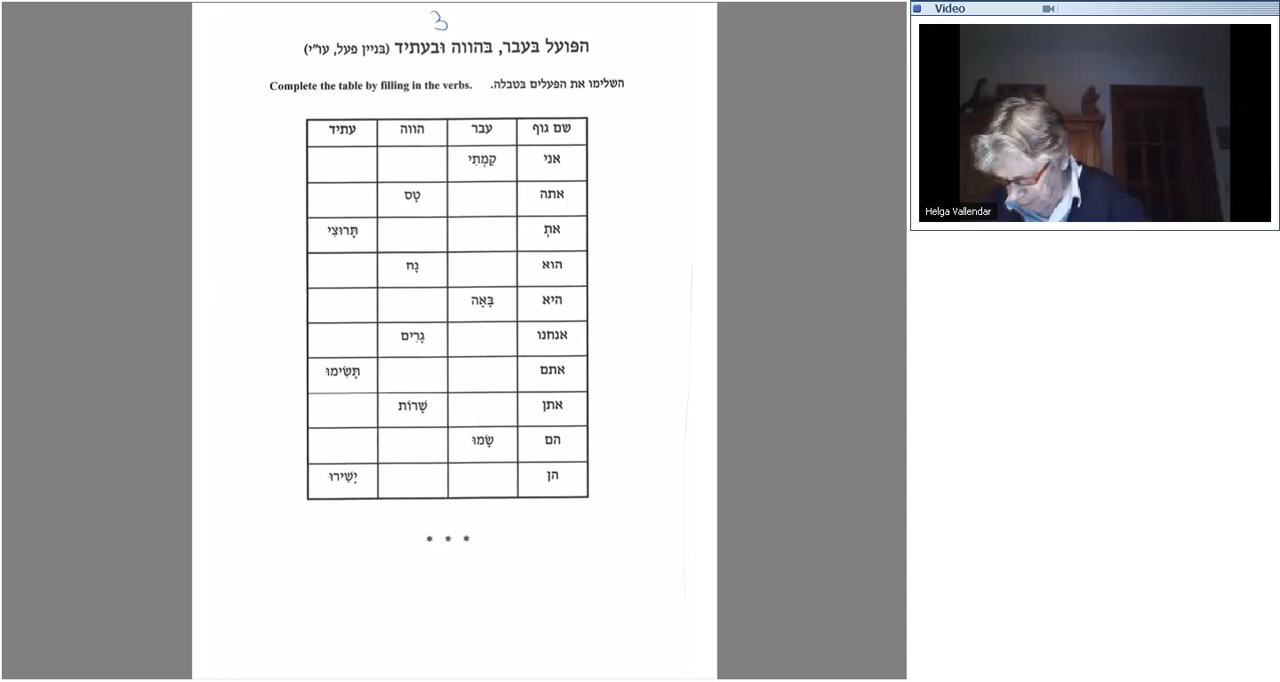 3
הפועל בעבר, בהווה ובעתיד (בניין פעל, עו"י)
השלימו את הפעלים בטבלה. Complete the table by filling in the verbs.
שם גוף עבר הווה עתיד
אני קַמְתִּי
אתה טָס
אתְ תָּרוּצִי
הוא נָח
היא בָּאָה
אנחנו גָּרִים
אתם תָּשִׂימוּ
אתן שָׁרוֹת
הם שָׂמוּ
הן יָשִׁירוּ
* * *
Video
Helga Vallendar